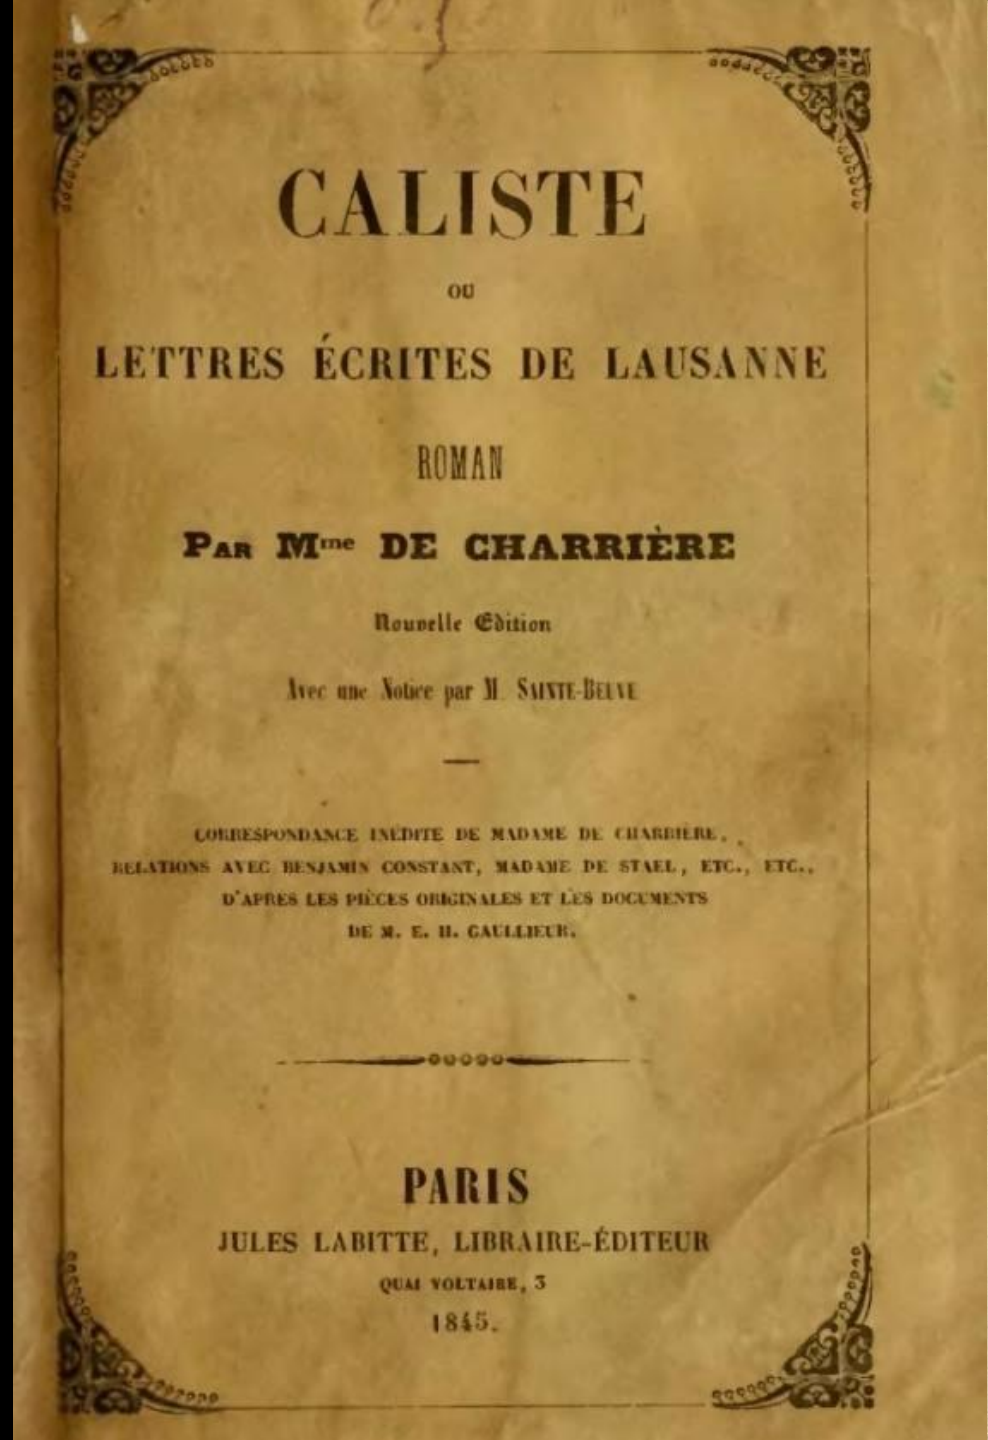 CALISTE
OU
LETTRES ÉCRITES DE LAUSANNE
ROMAN
PAR Mme DE CHARRIÈRE
Nouvelle Edition
Avec une Notice par M. SAINTE-BEUVE
CORRESPONDANCE INÉDITE DE MADAME DE CHARRIÈRE,
RELATIONS AVEC BENJAMIN CONSTANT, MADAME DE STAEL, ETC., ETC.,
D'APRÈS LES PIÈCES ORIGINALES ET LES DOCUMENTS
DE M. E. H. GAULLIEUR.
PARIS
JULES LABITTE, LIBRAIRE-ÉDITEUR
QUAI VOLTAIRE, 3
1845.